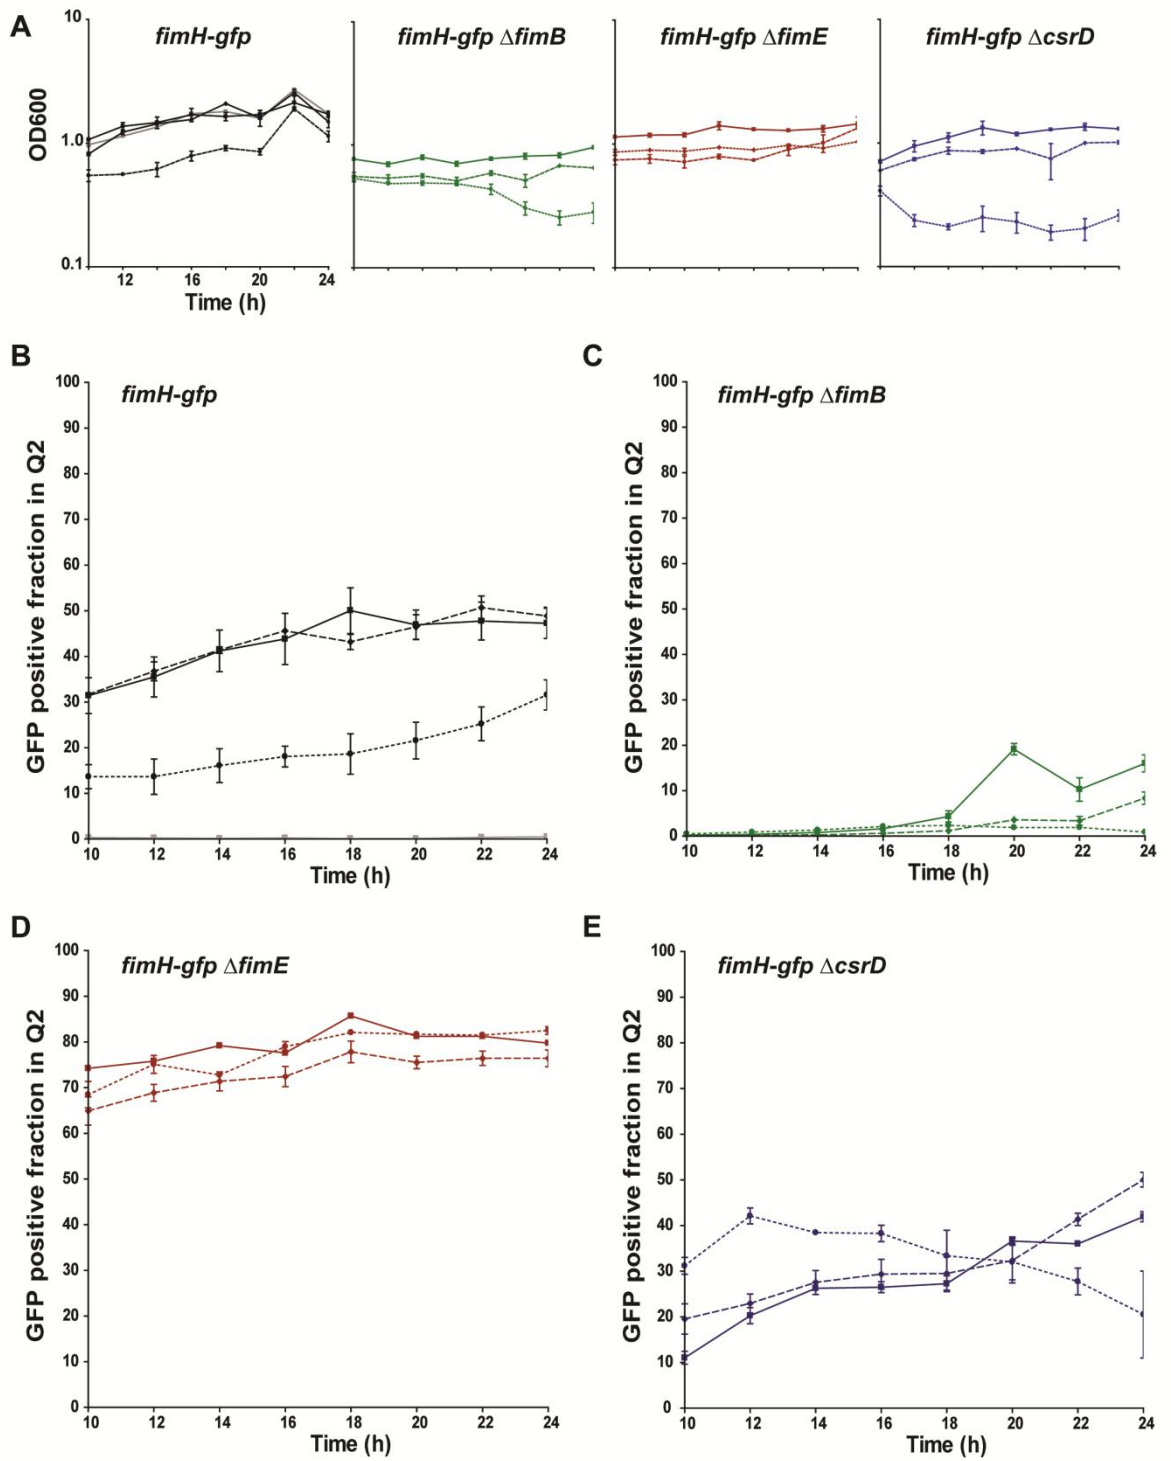 A
fimH-gfp
fimH-gfp ΔfimB
fimH-gfp ΔfimE
fimH-gfp ΔcsrD
OD600
10
1.0
0.1
12 16 20 24
Time (h)
B
fimH-gfp
GFP positive fraction in Q2
100
90
80
70
60
50
40
30
20
10
0
10 12 14 16 18 20 22 24
Time (h)
C
fimH-gfp ΔfimB
GFP positive fraction in Q2
100
90
80
70
60
50
40
30
20
10
0
10 12 14 16 18 20 22 24
Time (h)
D
fimH-gfp ΔfimE
GFP positive fraction in Q2
100
90
80
70
60
50
40
30
20
10
0
10 12 14 16 18 20 22 24
Time (h)
E
fimH-gfp ΔcsrD
GFP positive fraction in Q2
100
90
80
70
60
50
40
30
20
10
0
10 12 14 16 18 20 22 24
Time (h)